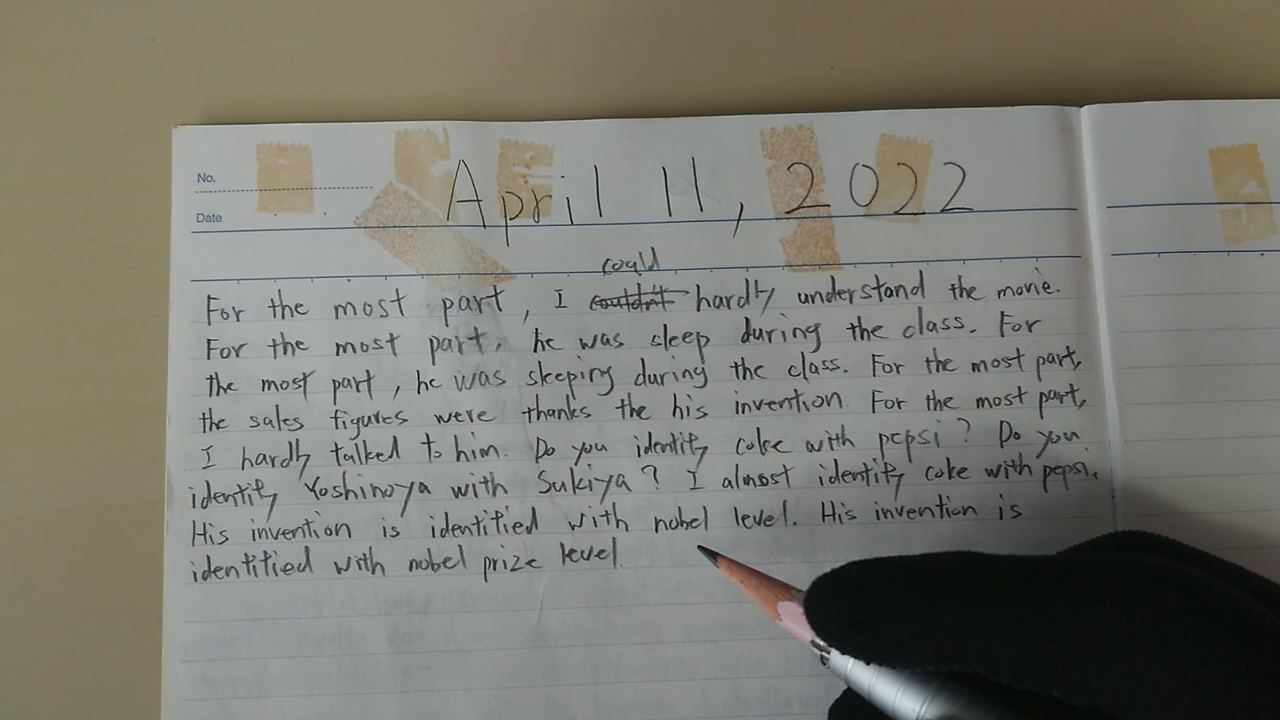 No.
Date
April 11, 2022
could
For the most part, I couldn't hardly understand the movie.
For the most part, he was sleep during the class. For
the most part, he was sleeping during the class. For the most part,
the sales figures were thanks the his invention. For the most part,
I hardly talked to him. Do you identify coke with pepsi? Do you
identify Yoshinoya with Sukiya? I almost identify coke with pepsi.
His invention is identified with nobel level. His invention is
identified with nobel prize level.